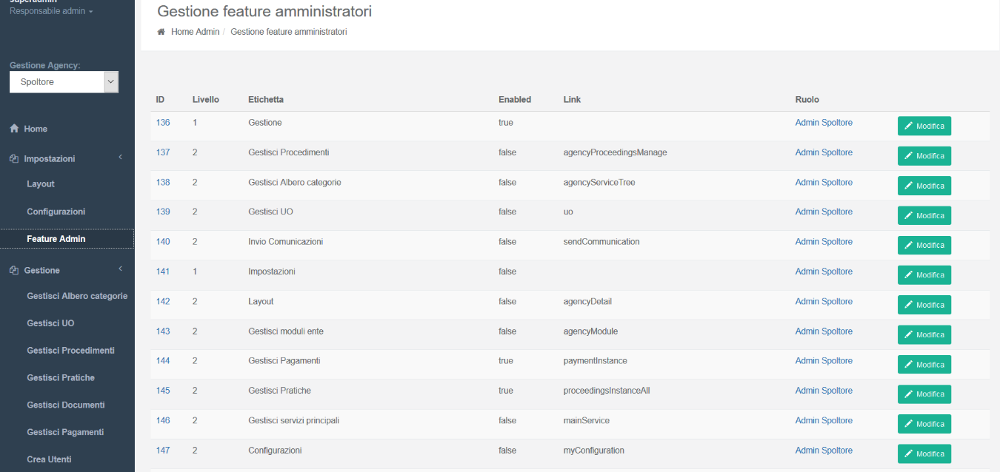 superadmin
Responsabile admin
Gestione Agency:
Spoltore
Home
Impostazioni
Layout
Configurazioni
Feature Admin
Gestione
Gestisci Albero categorie
Gestisci UO
Gestisci Procedimenti
Gestisci Pratiche
Gestisci Documenti
Gestisci Pagamenti
Crea Utenti
Gestione feature amministratori
Home Admin / Gestione feature amministratori
ID Livello Etichetta Enabled Link Ruolo
136 1 Gestione true Admin Spoltore Modifica
137 2 Gestisci Procedimenti false agencyProceedingsManage Admin Spoltore Modifica
138 2 Gestisci Albero categorie false agencyServiceTree Admin Spoltore Modifica
139 2 Gestisci UO false uo Admin Spoltore Modifica
140 2 Invio Comunicazioni false sendCommunication Admin Spoltore Modifica
141 1 Impostazioni false Admin Spoltore Modifica
142 2 Layout false agencyDetail Admin Spoltore Modifica
143 2 Gestisci moduli ente false agencyModule Admin Spoltore Modifica
144 2 Gestisci Pagamenti true paymentInstance Admin Spoltore Modifica
145 2 Gestisci Pratiche true proceedingsInstanceAll Admin Spoltore Modifica
146 2 Gestisci servizi principali false mainService Admin Spoltore Modifica
147 2 Configurazioni false myConfiguration Admin Spoltore Modifica